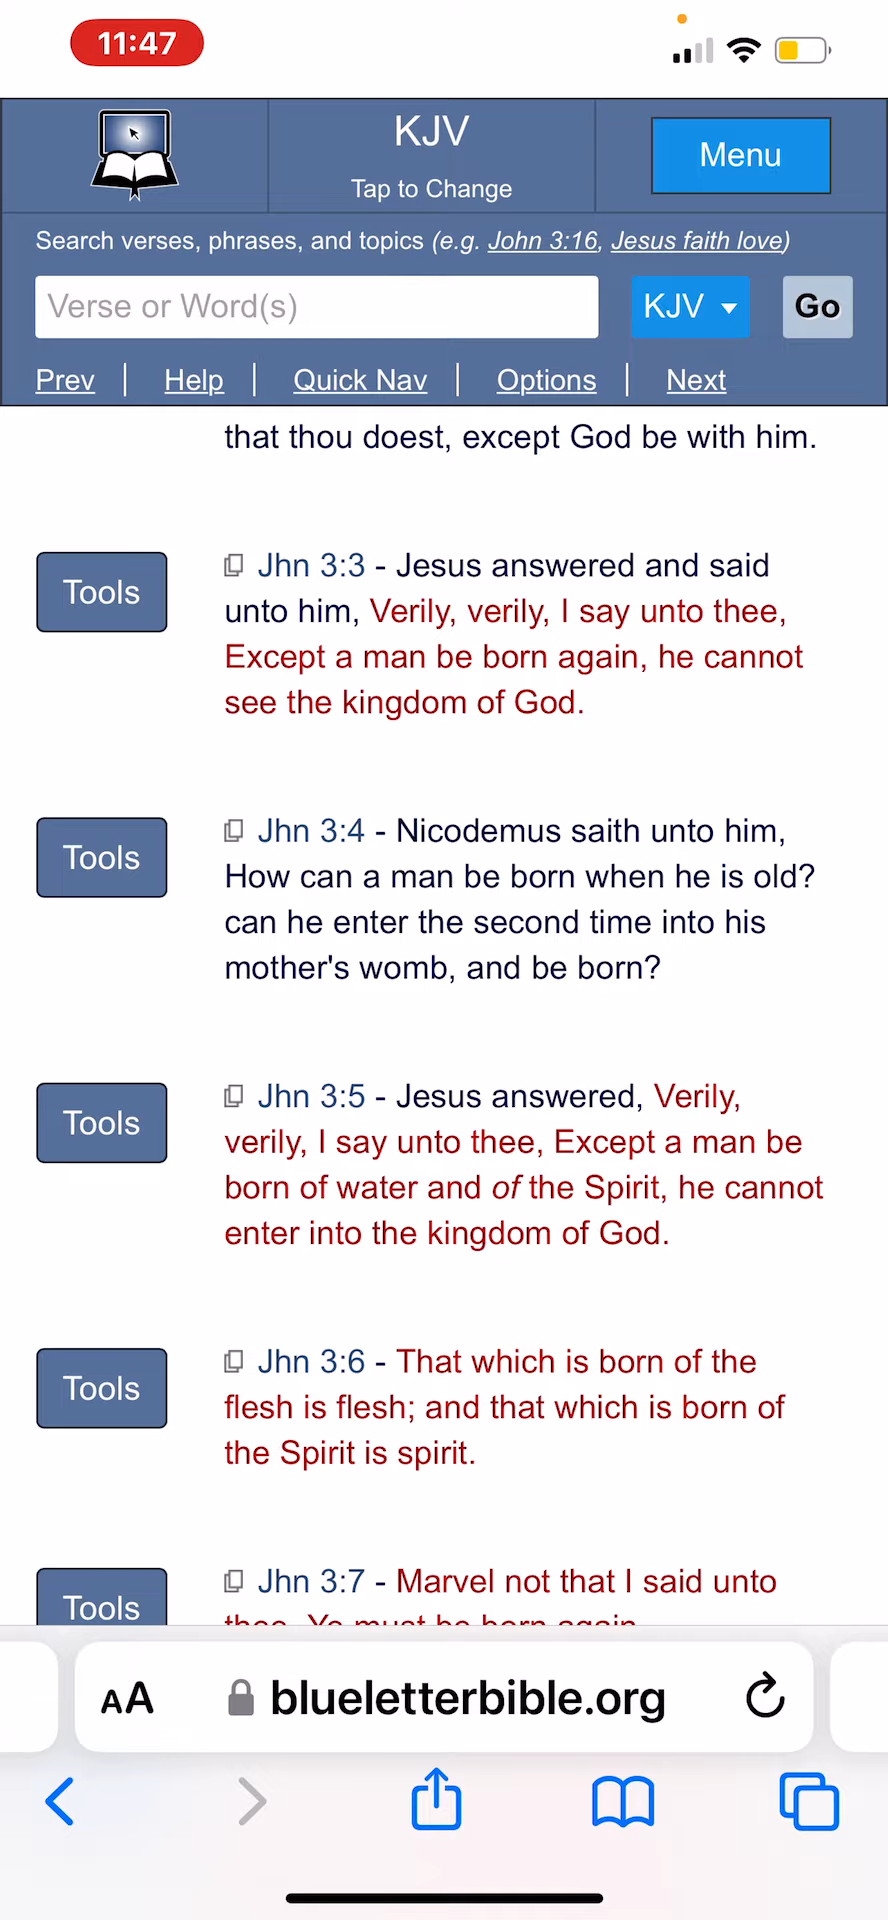 11:47
KJV
Tap to Change
Menu
Search verses, phrases, and topics (e.g. John 3:16, Jesus faith love)
Verse or Word(s)
KJV
Go
Prev | Help | Quick Nav | Options | Next
that thou doest, except God be with him.
Tools
Jhn 3:3 - Jesus answered and said
unto him, Verily, verily, I say unto thee,
Except a man be born again, he cannot
see the kingdom of God.
Tools
Jhn 3:4 - Nicodemus saith unto him,
How can a man be born when he is old?
can he enter the second time into his
mother's womb, and be born?
Tools
Jhn 3:5 - Jesus answered, Verily,
verily, I say unto thee, Except a man be
born of water and of the Spirit, he cannot
enter into the kingdom of God.
Tools
Jhn 3:6 - That which is born of the
flesh is flesh; and that which is born of
the Spirit is spirit.
Tools
Jhn 3:7 - Marvel not that I said unto
thee, Ye must be born again.
AA
blueletterbible.org